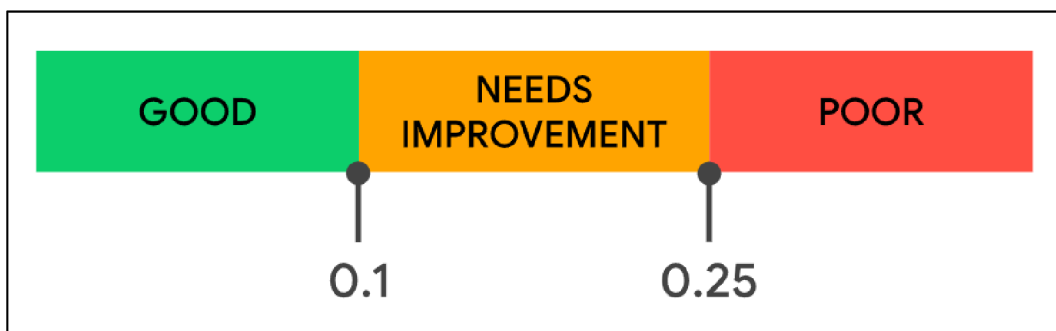 GOOD
NEEDS
IMPROVEMENT
POOR
0.1
0.25